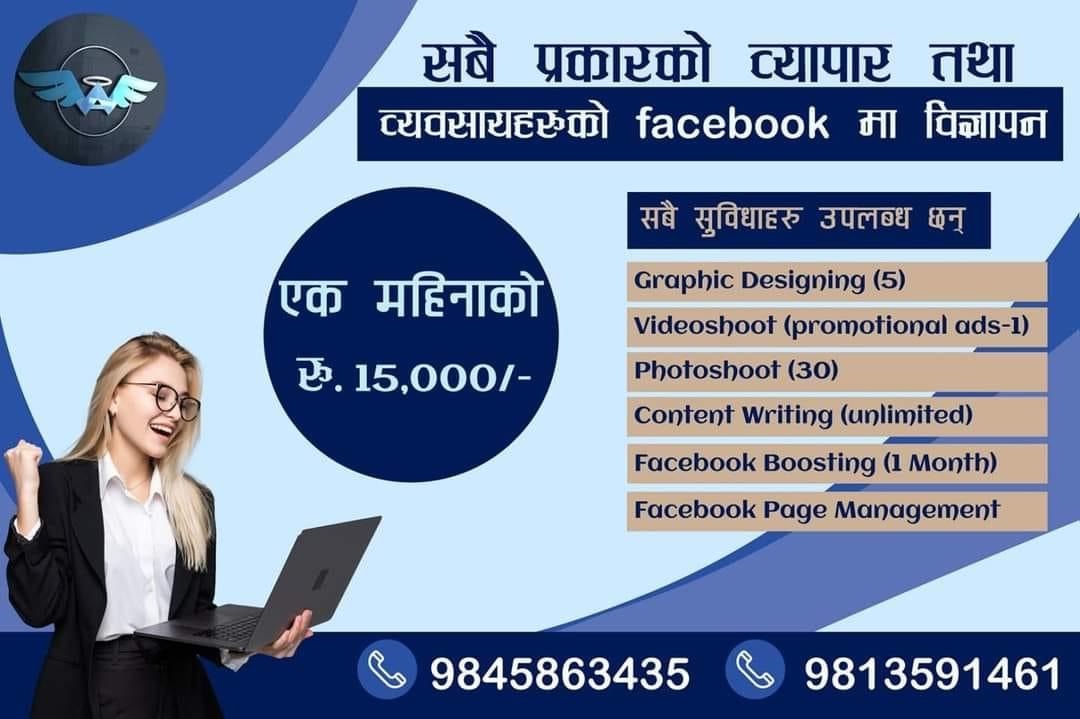 सबै प्रकारको व्यापार तथा
व्यवसायहरुको facebook मा विज्ञापन
एक महिनाको
रु. 15,000/-
सबै सुविधाहरु उपलब्ध छन्
Graphic Designing (5)
Videoshoot (promotional ads-1)
Photoshoot (30)
Content Writing (unlimited)
Facebook Boosting (1 Month)
Facebook Page Management
9845863435
9813591461